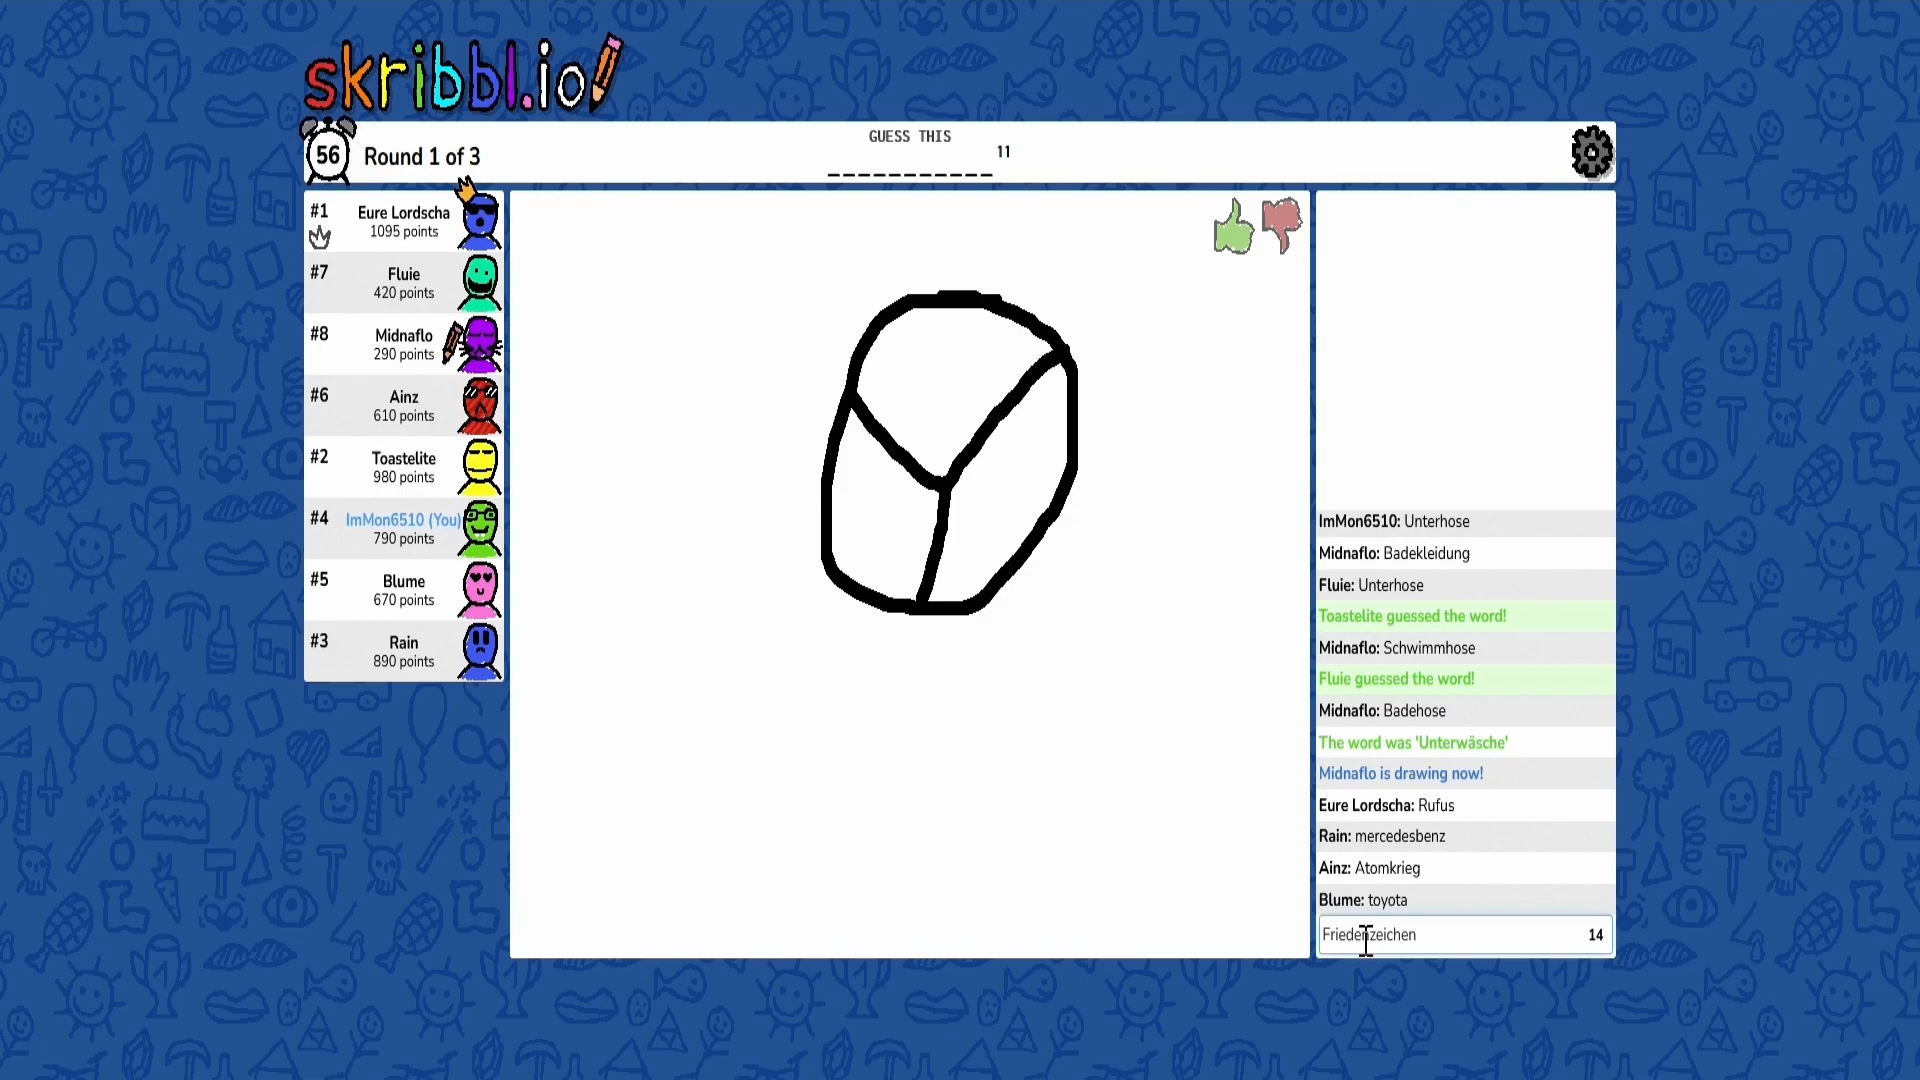 skribbl.io
GUESS THIS
56 Round 1 of 3
11
___________
#1 Eure Lordscha
1095 points
#7 Fluie
420 points
#8 Midnaflo
290 points
#6 Ainz
610 points
#2 Toastelite
980 points
#4 ImMon6510 (You)
790 points
#5 Blume
670 points
#3 Rain
890 points
ImMon6510: Unterhose
Midnaflo: Badekleidung
Fluie: Unterhose
Toastelite guessed the word!
Midnaflo: Schwimmhose
Fluie guessed the word!
Midnaflo: Badehose
The word was 'Unterwäsche'
Midnaflo is drawing now!
Eure Lordscha: Rufus
Rain: mercedesbenz
Ainz: Atomkrieg
Blume: toyota
Friedenzeichen 14